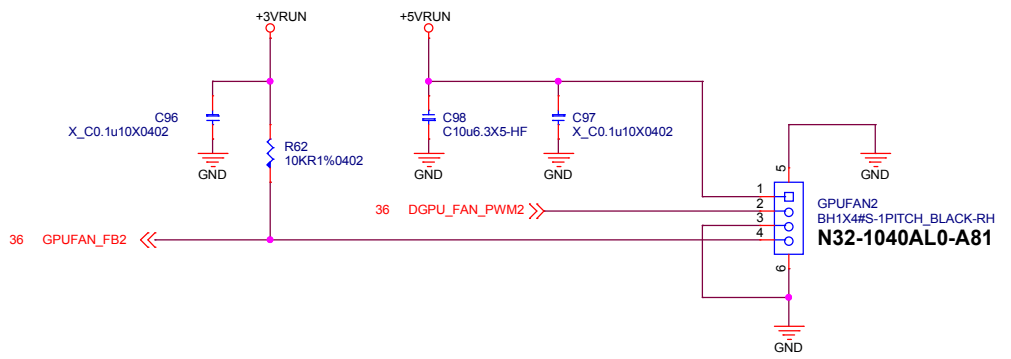 +3VRUN
+5VRUN
C96
X_C0.1u10X0402
C98
C10u6.3X5-HF
C97
X_C0.1u10X0402
R62
10KR1%0402
GND
GND
GND
GND
5
1
2
3
4
6
GPUFAN2
BH1X4#S-1PITCH_BLACK-RH
N32-1040AL0-A81
36 DGPU_FAN_PWM2
36 GPUFAN_FB2
GND